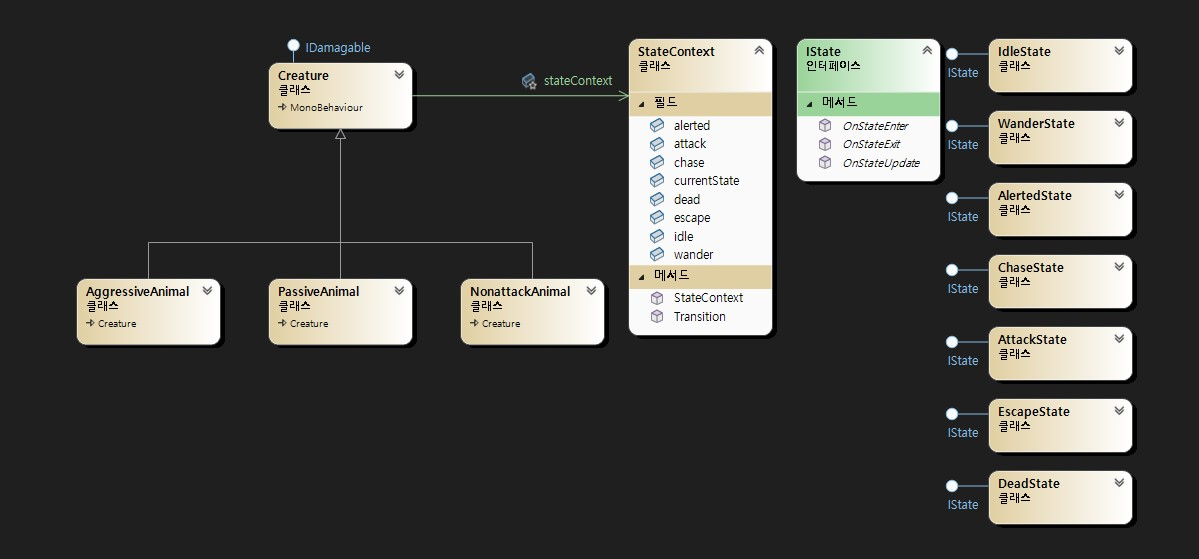 IDamagable
Creature
클래스
MonoBehaviour
stateContext
AggressiveAnimal
클래스
Creature
PassiveAnimal
클래스
Creature
NonattackAnimal
클래스
Creature
StateContext
클래스
필드
alerted
attack
chase
currentState
dead
escape
idle
wander
메서드
StateContext
Transition
IState
인터페이스
메서드
OnStateEnter
OnStateExit
OnStateUpdate
IState
IdleState
클래스
IState
WanderState
클래스
IState
AlertedState
클래스
IState
ChaseState
클래스
IState
AttackState
클래스
IState
EscapeState
클래스
IState
DeadState
클래스